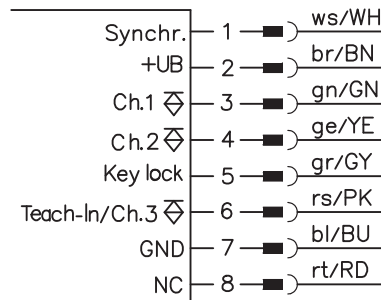 Synchr. 1 ws/WH
+UB 2 br/BN
Ch.1 3 gn/GN
Ch.2 4 ge/YE
Key lock 5 gr/GY
Teach-In/Ch.3 6 rs/PK
GND 7 bl/BU
NC 8 rt/RD